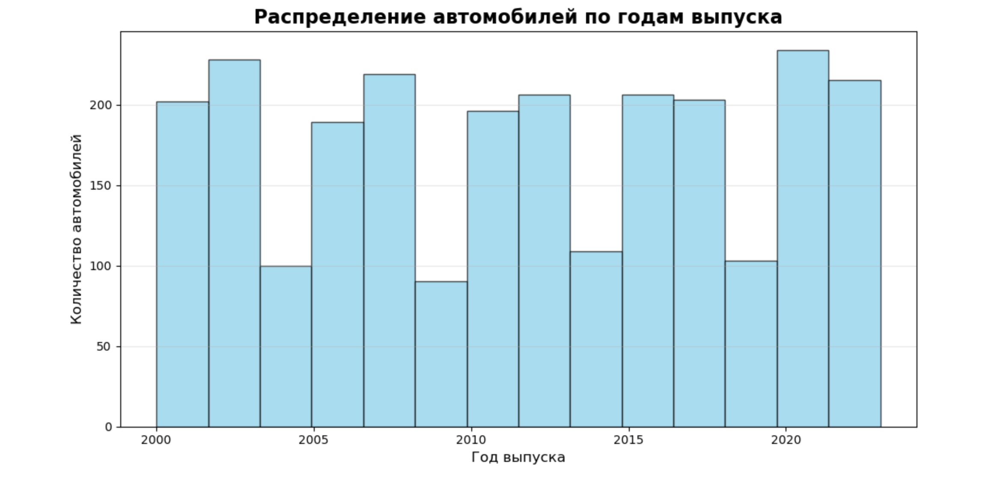 Распределение автомобилей по годам выпуска
Количество автомобилей
200
150
100
50
0
2000 2005 2010 2015 2020
Год выпуска